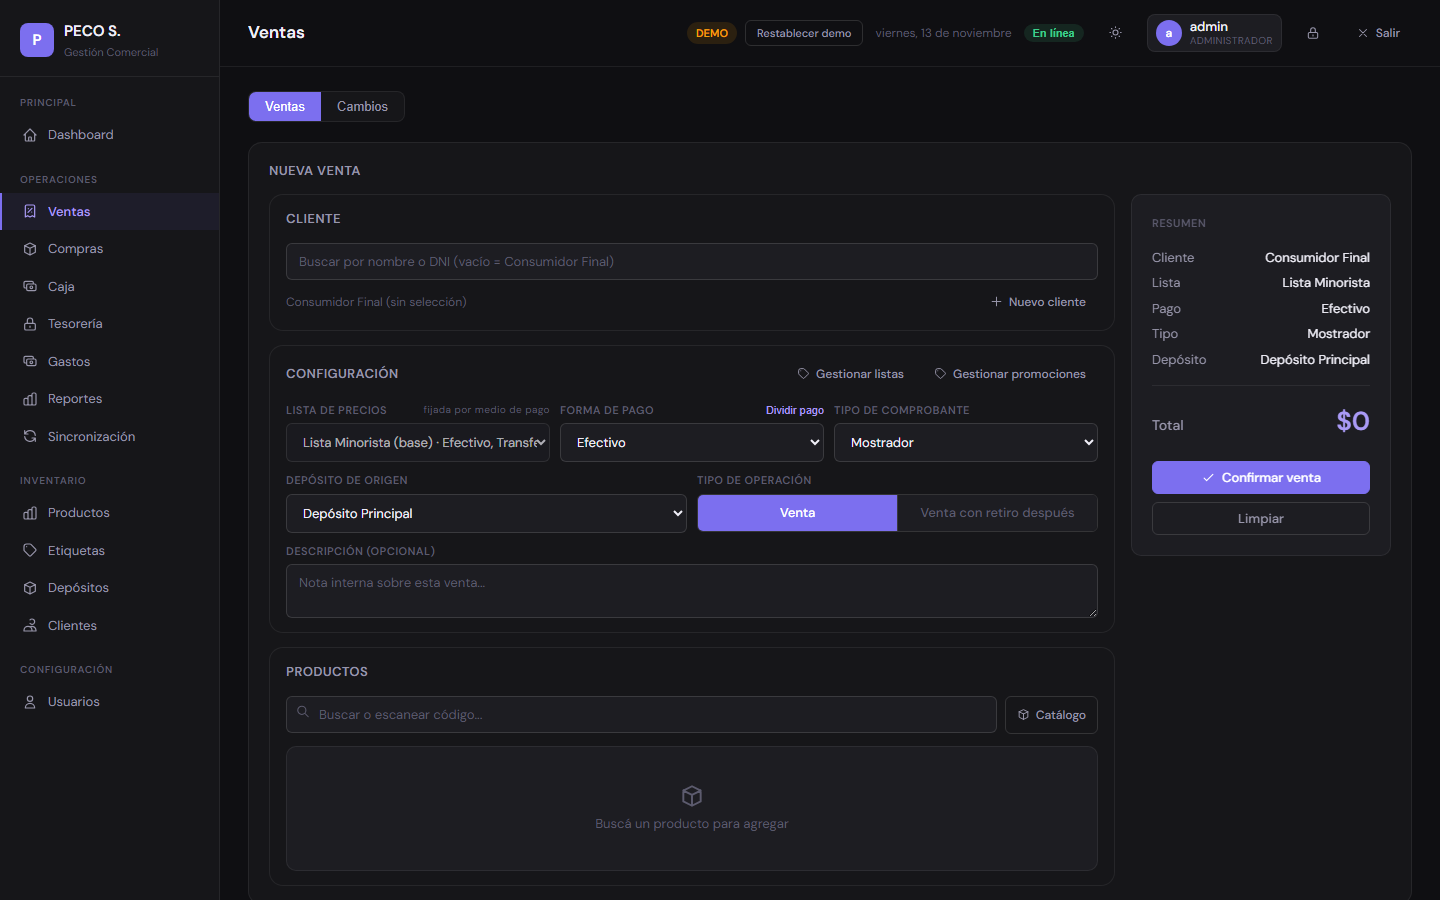 P
PECO S.
Gestión Comercial
PRINCIPAL
Dashboard
OPERACIONES
Ventas
Compras
Caja
Tesorería
Gastos
Reportes
Sincronización
INVENTARIO
Productos
Etiquetas
Depósitos
Clientes
CONFIGURACIÓN
Usuarios
Ventas
DEMO
Restablecer demo
viernes, 13 de noviembre
En línea
a
admin
ADMINISTRADOR
Salir
Ventas
Cambios
NUEVA VENTA
CLIENTE
Buscar por nombre o DNI (vacío = Consumidor Final)
Consumidor Final (sin selección)
Nuevo cliente
CONFIGURACIÓN
Gestionar listas
Gestionar promociones
LISTA DE PRECIOS
fijada por medio de pago
FORMA DE PAGO
Dividir pago
TIPO DE COMPROBANTE
Lista Minorista (base) · Efectivo, Transfe
Efectivo
Mostrador
DEPÓSITO DE ORIGEN
TIPO DE OPERACIÓN
Depósito Principal
Venta
Venta con retiro después
DESCRIPCIÓN (OPCIONAL)
Nota interna sobre esta venta...
PRODUCTOS
Buscar o escanear código...
Catálogo
Buscá un producto para agregar
RESUMEN
Cliente Consumidor Final
Lista Lista Minorista
Pago Efectivo
Tipo Mostrador
Depósito Depósito Principal
Total $0
Confirmar venta
Limpiar